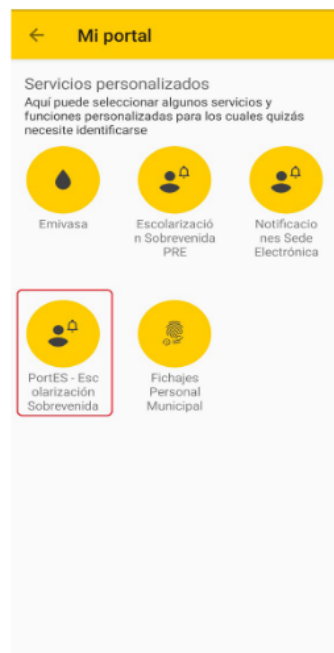 Mi portal
Servicios personalizados
Aquí puede seleccionar algunos servicios y
funciones personalizadas para los cuales quizás
necesite identificarse
Emivasa
Escolarizació
n Sobrevenida
PRE
Notificacio
nes Sede
Electrónica
PortES - Esc
olarización
Sobrevenida
Fichajes
Personal
Municipal